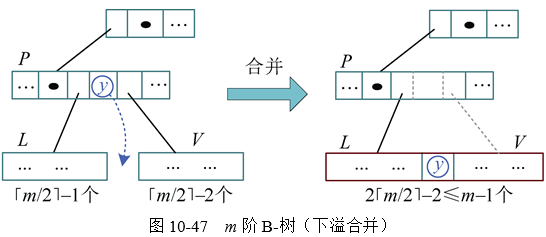 ...
P
... y ...
L
V
... ...
... ...
⌈m/2⌉–1个
⌈m/2⌉–2个
合并
...
P
... ...
L
V
... ... y ... ...
2⌈m/2⌉–2≤m–1个
图 10-47 m 阶 B-树（下溢合并）